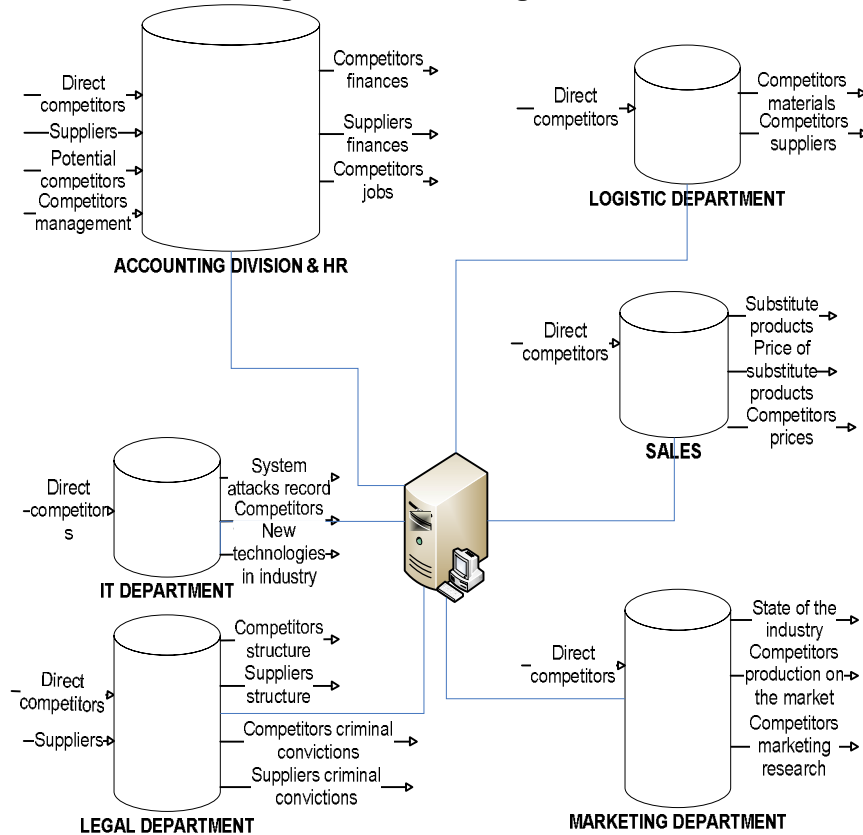 Direct
competitors
Suppliers
Potential
competitors
Competitors
management
Competitors
finances
Suppliers
finances
Competitors
jobs
ACCOUNTING DIVISION & HR
Direct
competitors
Competitors
materials
Competitors
suppliers
LOGISTIC DEPARTMENT
Direct
competitors
Substitute
products
Price of
substitute
products
Competitors
prices
SALES
Direct
competitor
s
System
attacks record
Competitors
New
technologies
in industry
IT DEPARTMENT
Direct
competitors
Suppliers
Competitors
structure
Suppliers
structure
Competitors criminal
convictions
Suppliers criminal
convictions
LEGAL DEPARTMENT
Direct
competitors
State of the
industry
Competitors
production on
the market
Competitors
marketing
research
MARKETING DEPARTMENT